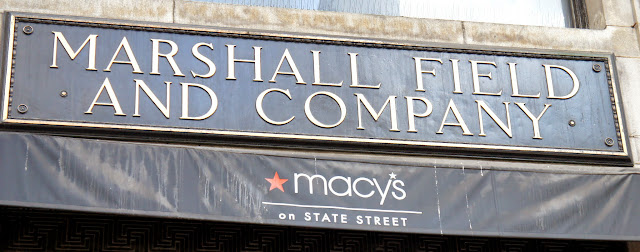 MARSHALL FIELD
AND COMPANY
macy's
on STATE STREET